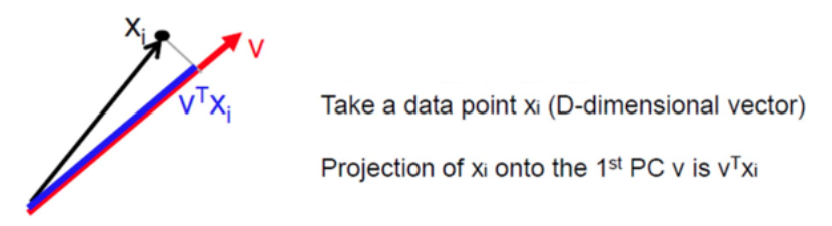 xᵢ
v
vᵀxᵢ
Take a data point xi (D-dimensional vector)
Projection of xi onto the 1ˢᵗ PC v is vᵀxi